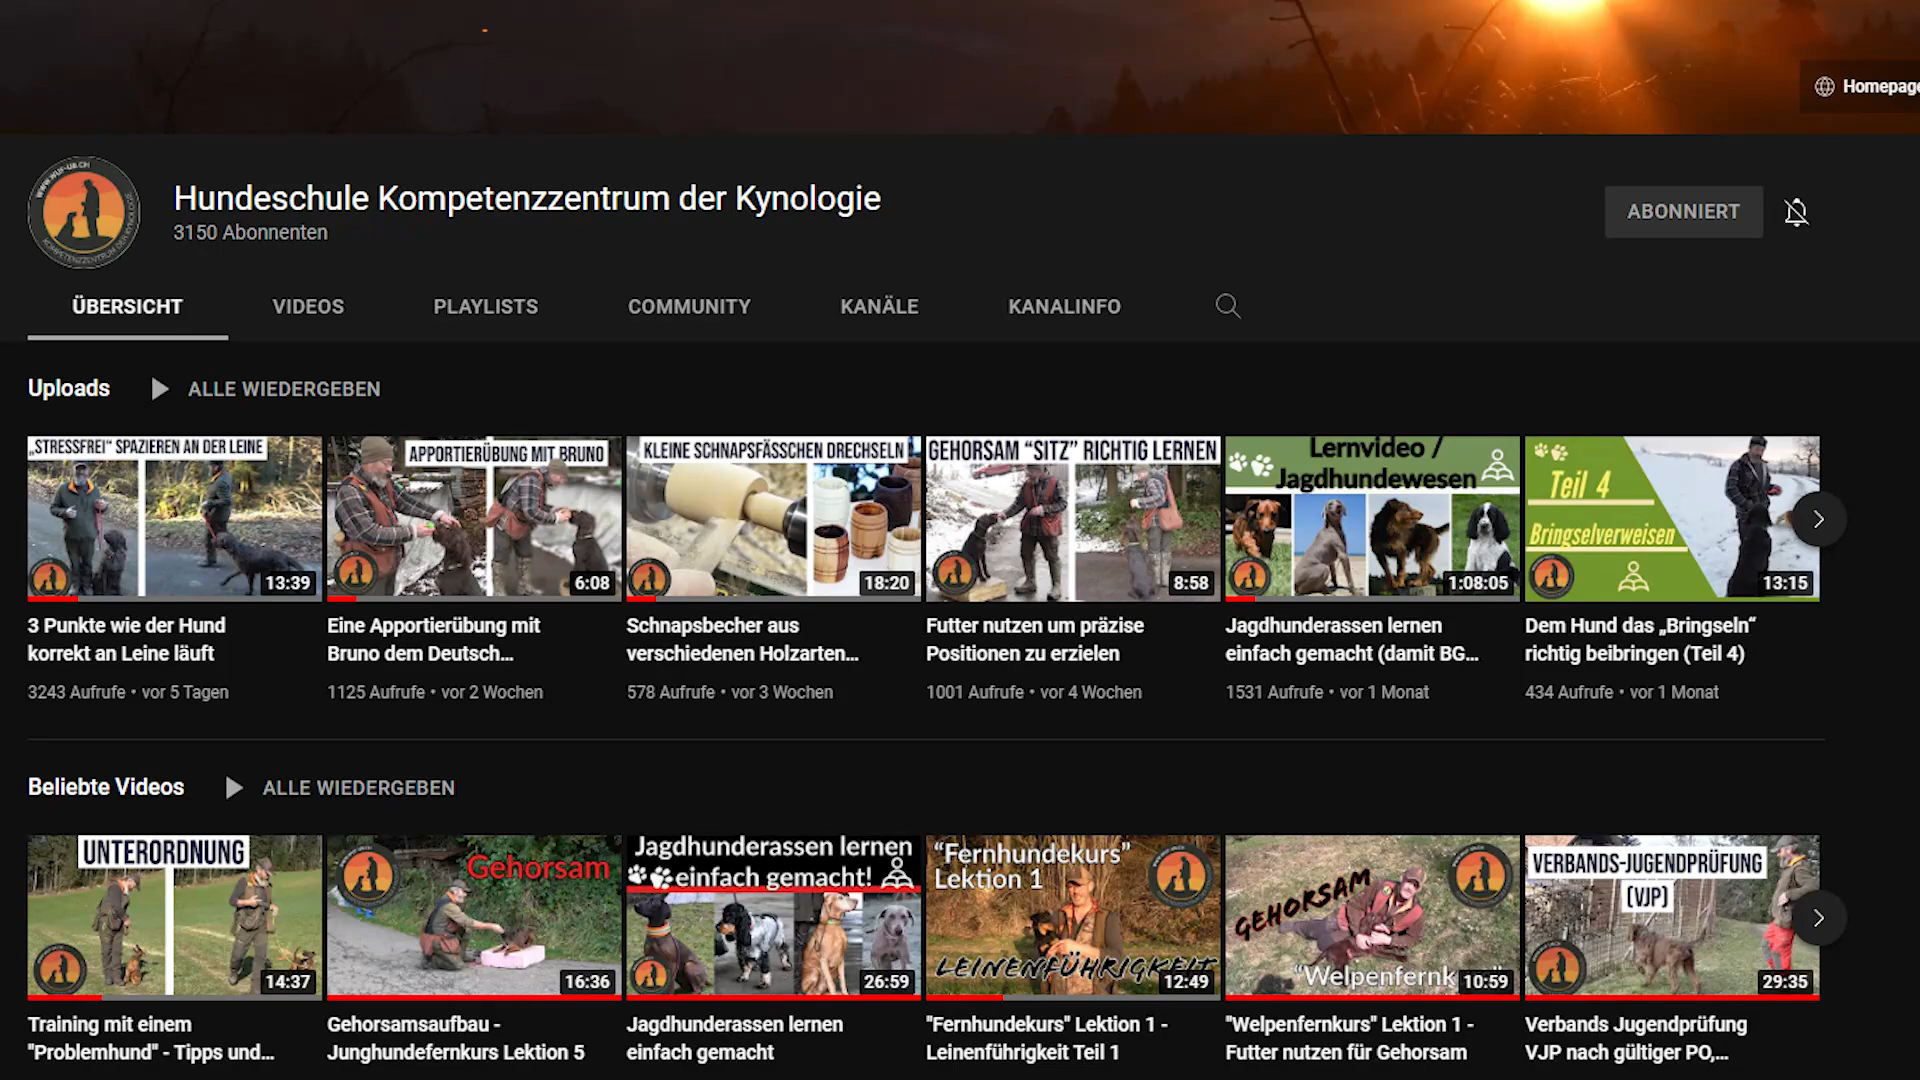 Homepage
WWW.WUF-UB.CH
KOMPETENZZENTRUM DER KYNOLOGIE
Hundeschule Kompetenzzentrum der Kynologie
3150 Abonnenten
ABONNIERT
ÜBERSICHT
VIDEOS
PLAYLISTS
COMMUNITY
KANÄLE
KANALINFO
Uploads
ALLE WIEDERGEBEN
„STRESSFREI“ SPAZIEREN AN DER LEINE
13:39
APPORTIERÜBUNG MIT BRUNO
6:08
KLEINE SCHNAPSFÄSSCHEN DRECHSELN
18:20
GEHORSAM “SITZ” RICHTIG LERNEN
8:58
Lernvideo /
Jagdhundewesen
1:08:05
Teil 4
Bringselverweisen
13:15
3 Punkte wie der Hund
korrekt an Leine läuft
3243 Aufrufe • vor 5 Tagen
Eine Apportierübung mit
Bruno dem Deutsch...
1125 Aufrufe • vor 2 Wochen
Schnapsbecher aus
verschiedenen Holzarten...
578 Aufrufe • vor 3 Wochen
Futter nutzen um präzise
Positionen zu erzielen
1001 Aufrufe • vor 4 Wochen
Jagdhunderassen lernen
einfach gemacht (damit BG...
1531 Aufrufe • vor 1 Monat
Dem Hund das „Bringseln“
richtig beibringen (Teil 4)
434 Aufrufe • vor 1 Monat
Beliebte Videos
ALLE WIEDERGEBEN
UNTERORDNUNG
14:37
Gehorsam
16:36
Jagdhunderassen lernen
einfach gemacht!
26:59
“Fernhundekurs”
Lektion 1
LEINENFÜHRIGKEIT
12:49
GEHORSAM
“Welpenfernk
10:59
VERBANDS-JUGENDPRÜFUNG
(VJP)
29:35
Training mit einem
"Problemhund" - Tipps und...
Gehorsamsaufbau -
Junghundefernkurs Lektion 5
Jagdhunderassen lernen
einfach gemacht
"Fernhundekurs" Lektion 1 -
Leinenführigkeit Teil 1
"Welpenfernkurs" Lektion 1 -
Futter nutzen für Gehorsam
Verbands Jugendprüfung
VJP nach gültiger PO,...